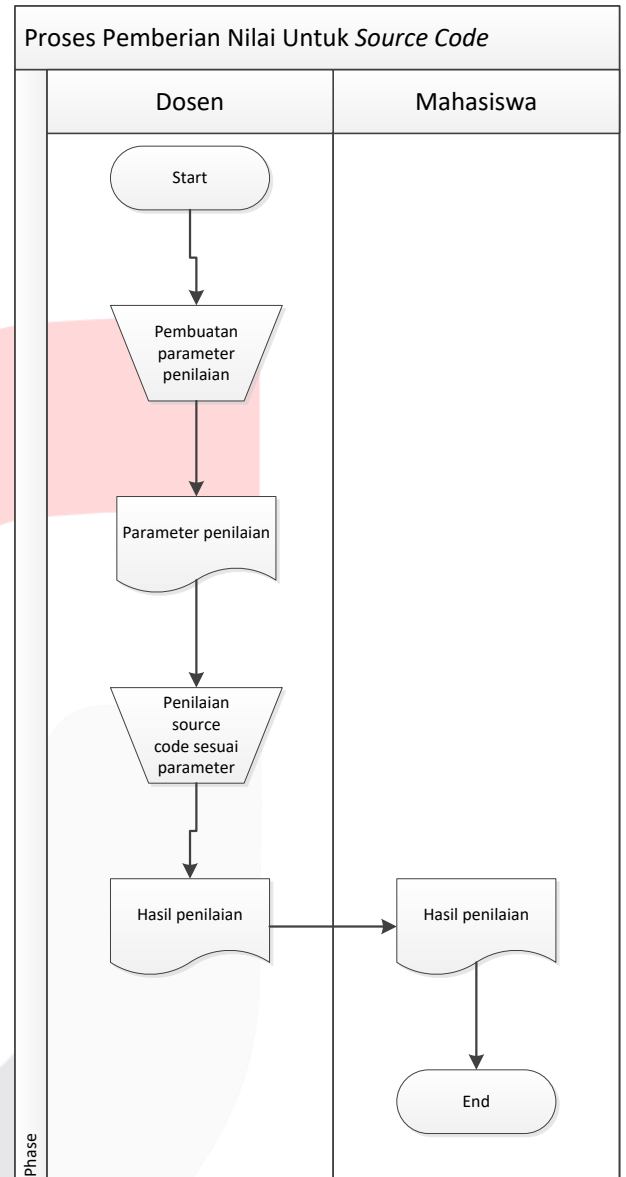 Proses Pemberian Nilai Untuk Source Code
Dosen
Mahasiswa
Start
Pembuatan
parameter
penilaian
Parameter penilaian
Penilaian
source
code sesuai
parameter
Hasil penilaian
Hasil penilaian
End
Phase